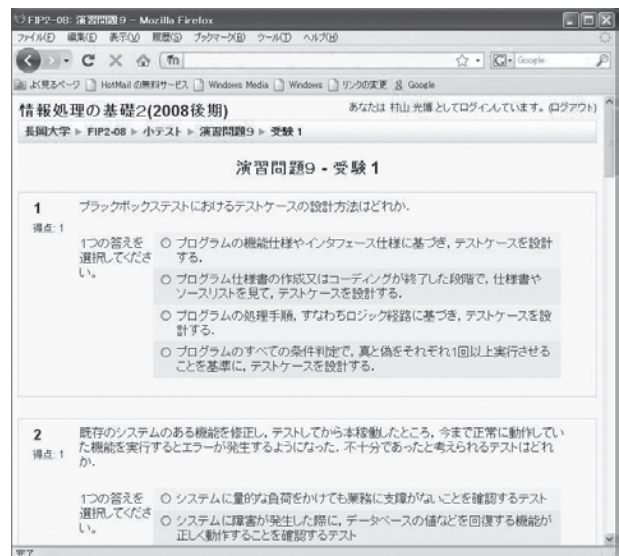 FIP2-08: 演習問題9 - Mozilla Firefox
ファイル(F) 編集(E) 表示(V) 履歴(S) ブックマーク(B) ツール(T) ヘルプ(H)
Google
よく見るページ HotMail の無料サービス Windows Media Windows リンクの変更 Google
情報処理の基礎2(2008後期)
あなたは 村山 光博 としてログインしています。(ログアウト)
長岡大学 ► FIP2-08 ► 小テスト ► 演習問題9 ► 受験 1
演習問題9 - 受験 1
1 ブラックボックステストにおけるテストケースの設計方法はどれか.
得点: 1
1つの答えを
選択してくださ
い。
プログラムの機能仕様やインタフェース仕様に基づき, テストケースを設計
する.
プログラム仕様書の作成又はコーディングが終了した段階で, 仕様書や
ソースリストを見て, テストケースを設計する.
プログラムの処理手順, すなわちロジック経路に基づき, テストケースを設
計する.
プログラムのすべての条件判定で, 真と偽をそれぞれ1回以上実行させる
ことを基準に, テストケースを設計する.
2 既存のシステムのある機能を修正し, テストしてから本稼働したところ, 今まで正常に動作してい
た機能を実行するとエラーが発生するようになった. 不十分であったと考えられるテストはどれ
か.
得点: 1
1つの答えを
選択してくださ
い。
システムに量的な負荷をかけても業務に支障がないことを確認するテスト
システムに障害が発生した際に, データベースの値などを回復する機能が
正しく動作することを確認するテスト
完了